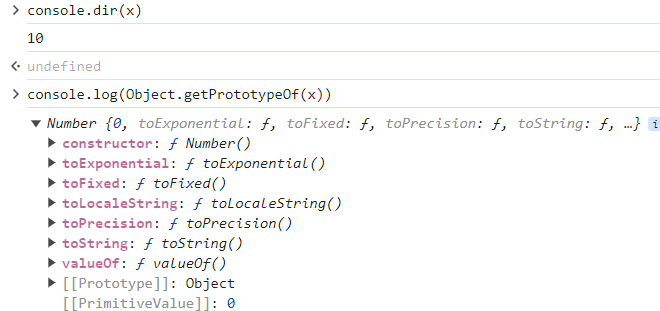 > console.dir(x)
10
undefined
> console.log(Object.getPrototypeOf(x))
▼ Number {0, toExponential: ƒ, toFixed: ƒ, toPrecision: ƒ, toString: ƒ, …} i
▶ constructor: ƒ Number()
▶ toExponential: ƒ toExponential()
▶ toFixed: ƒ toFixed()
▶ toLocaleString: ƒ toLocaleString()
▶ toPrecision: ƒ toPrecision()
▶ toString: ƒ toString()
▶ valueOf: ƒ valueOf()
▶ [[Prototype]]: Object
[[PrimitiveValue]]: 0